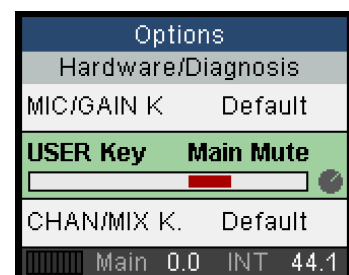 Options
Hardware/Diagnosis
MIC/GAIN K Default
USER Key Main Mute
CHAN/MIX K. Default
Main 0.0 INT 44.1